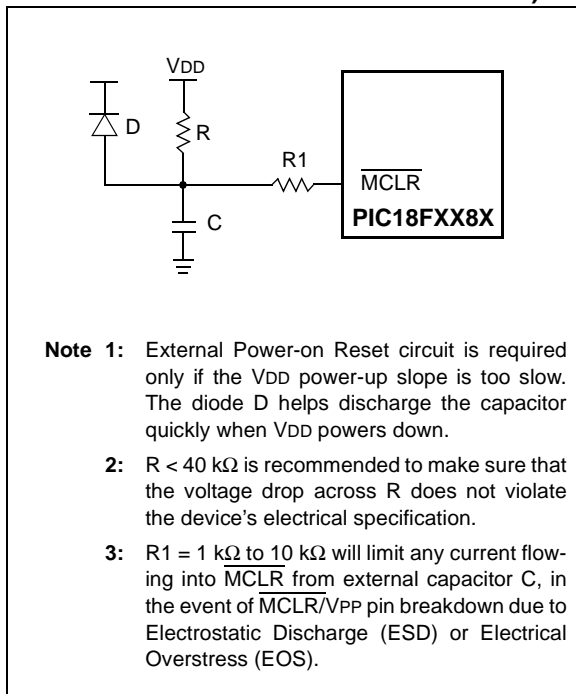 VDD
D
R
R1
MCLR
C
PIC18FXX8X
Note 1: External Power-on Reset circuit is required
only if the VDD power-up slope is too slow.
The diode D helps discharge the capacitor
quickly when VDD powers down.
2: R < 40 kΩ is recommended to make sure that
the voltage drop across R does not violate
the device's electrical specification.
3: R1 = 1 kΩ to 10 kΩ will limit any current flow-
ing into MCLR from external capacitor C, in
the event of MCLR/VPP pin breakdown due to
Electrostatic Discharge (ESD) or Electrical
Overstress (EOS).